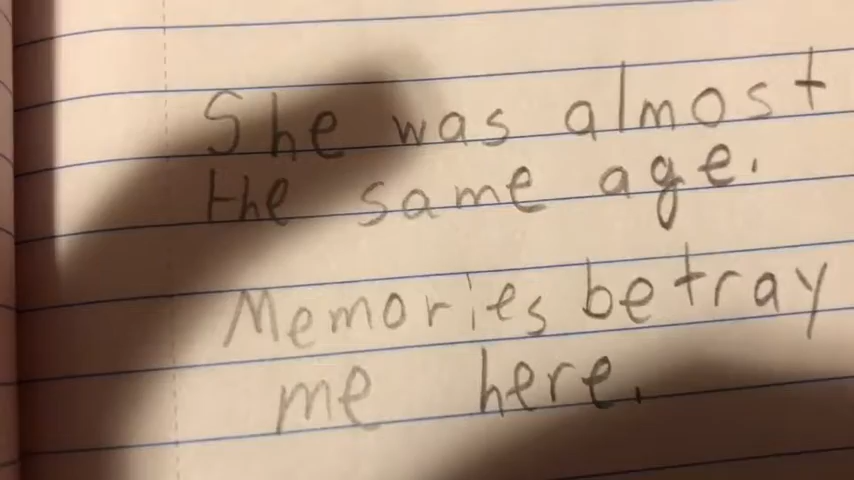 She was almost
the same age.
Memories betray
me here.